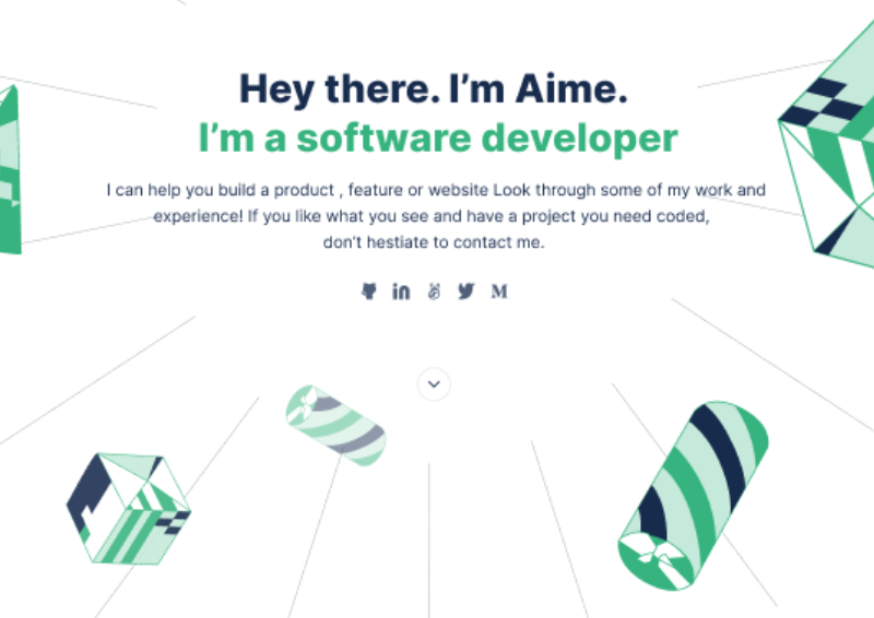 Hey there. I’m Aime.
I’m a software developer
I can help you build a product , feature or website Look through some of my work and
experience! If you like what you see and have a project you need coded,
don’t hestiate to contact me.